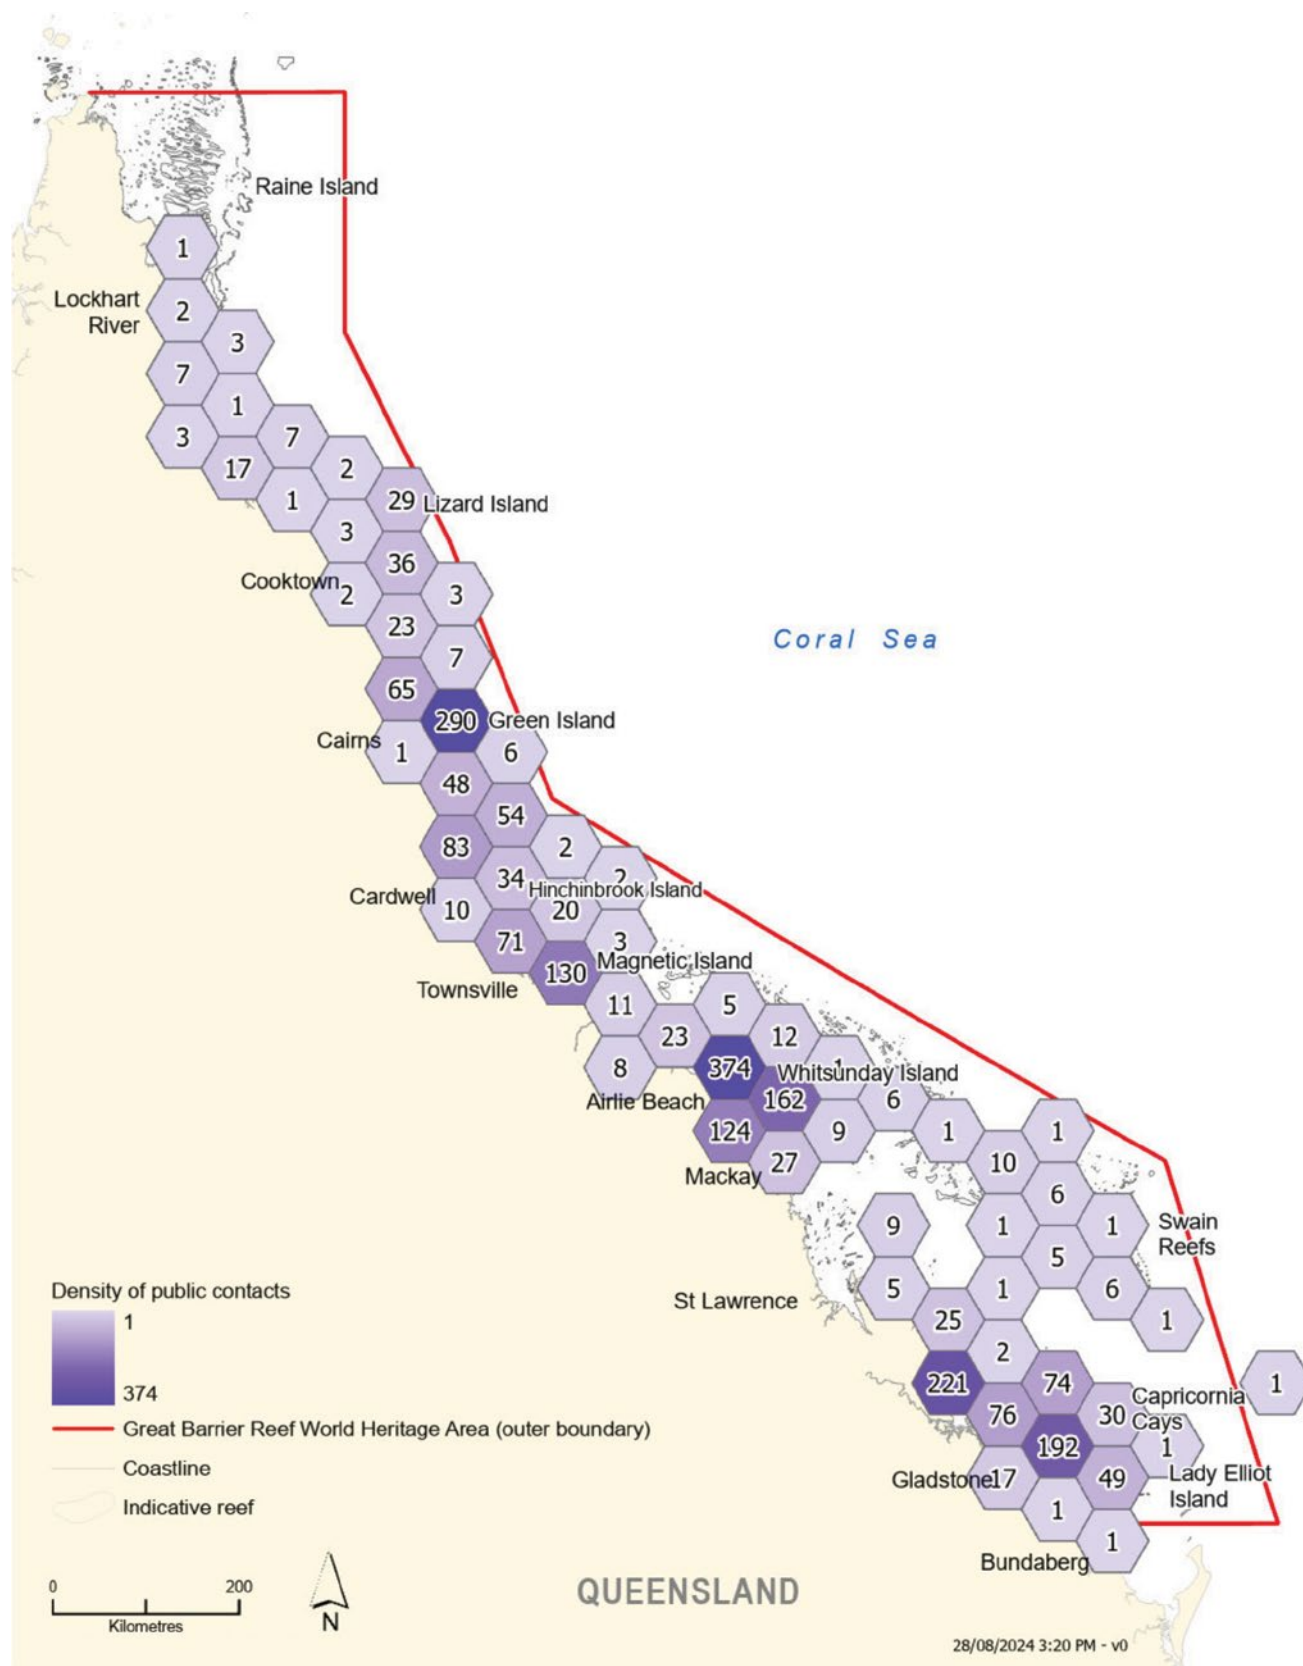 Raine Island
1
Lockhart
River
2
3
7
1
3
7
17
2
1
29
Lizard Island
3
36
Cooktown
2
3
23
7
Coral Sea
65
290
Green Island
Cairns
1
6
48
54
83
2
34
2
Hinchinbrook Island
Cardwell
10
20
71
3
Magnetic Island
130
Townsville
11
5
23
12
8
374
1
Whitsunday Island
Airlie Beach
162
6
124
9
1
1
Mackay
27
10
6
9
1
1
Swain
Reefs
5
St Lawrence
5
1
6
25
1
2
221
74
1
76
30
Capricornia
Cays
192
1
Gladstone
17
49
Lady Elliot
Island
1
1
Bundaberg
Density of public contacts
1
374
Great Barrier Reef World Heritage Area (outer boundary)
Coastline
Indicative reef
0
200
Kilometres
N
QUEENSLAND
28/08/2024 3:20 PM - v0